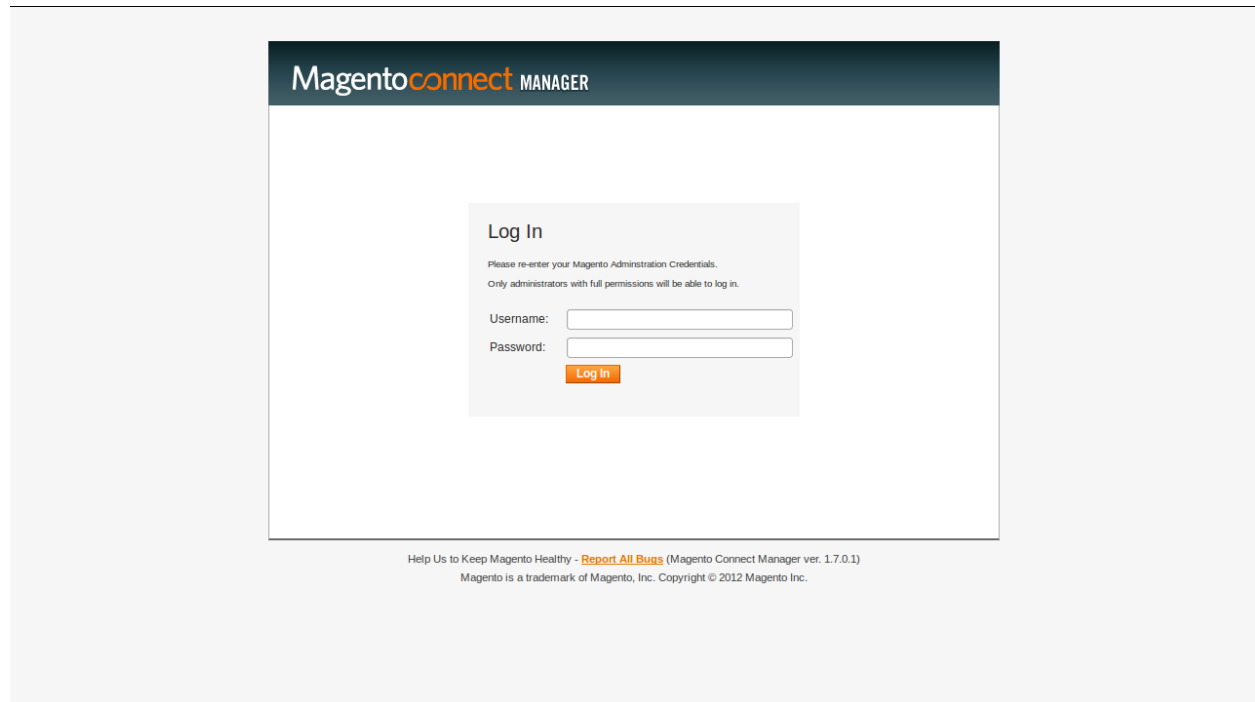 Magentoconnect MANAGER
Log In
Please re-enter your Magento Adminstration Credentials.
Only administrators with full permissions will be able to log in.
Username:
Password:
Log In
Help Us to Keep Magento Healthy - Report All Bugs (Magento Connect Manager ver. 1.7.0.1)
Magento is a trademark of Magento, Inc. Copyright © 2012 Magento Inc.